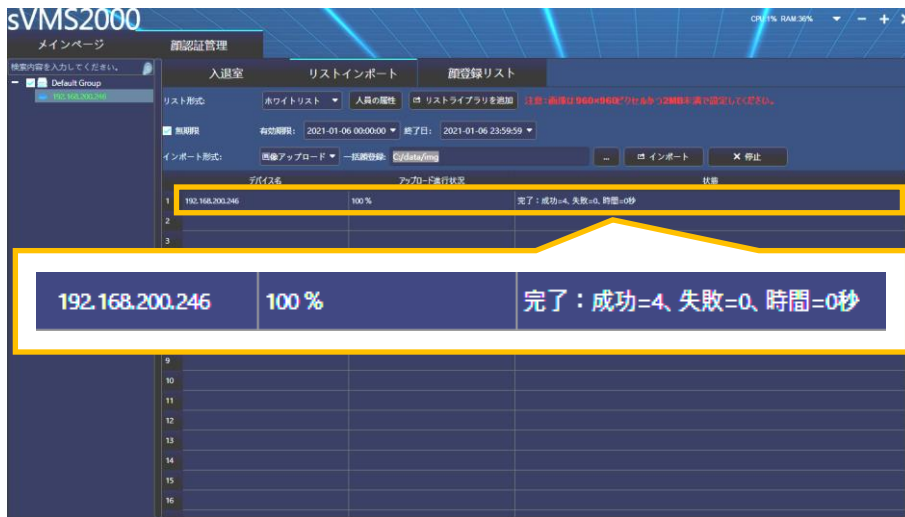 sVMS2000
CPU:1% RAM:36%
メインページ 顔認証管理
検索内容を入力してください。
Default Group
192.168.200.246
入退室 リストインポート 顔登録リスト
リスト形式: ホワイトリスト 人員の属性 リストライブラリを追加 注意:画像は960×960ピクセルかつ2MB未満で設定してください。
無期限 有効期限: 2021-01-06 00:00:00 終了日: 2021-01-06 23:59:59
インポート形式: 画像アップロード 一括顔登録: C:/data/img ... インポート × 停止
デバイス名 アップロード進行状況 状態
1 192.168.200.246 100 % 完了:成功=4、失敗=0、時間=0秒
2
3
192.168.200.246 100 % 完了:成功=4、失敗=0、時間=0秒
9
10
11
12
13
14
15
16